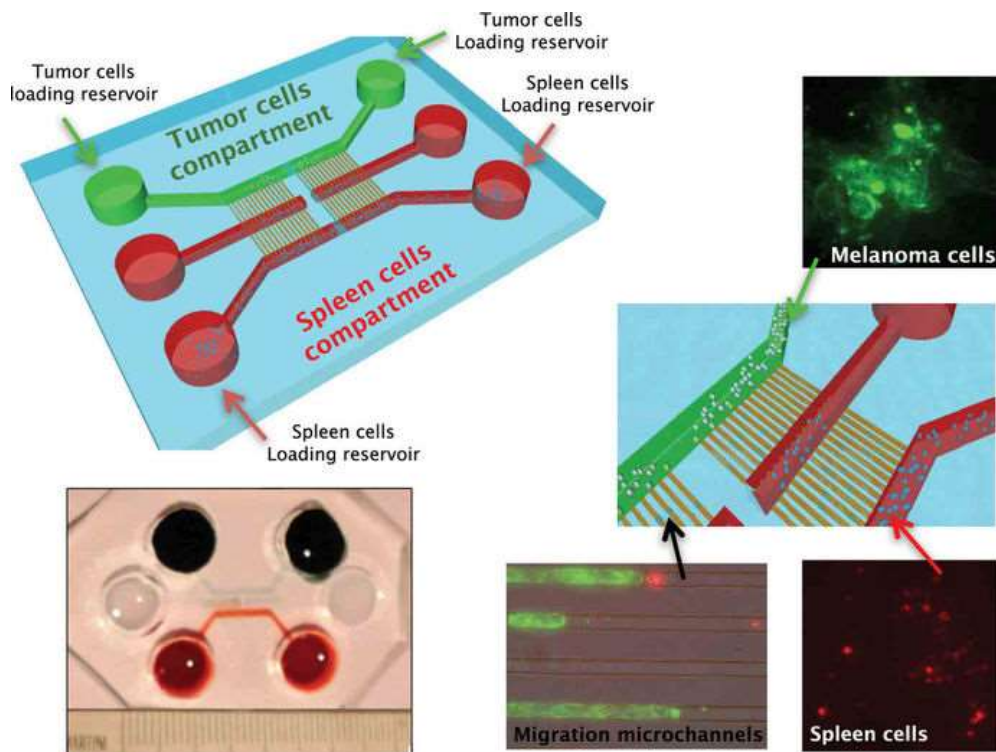 Tumor cells
Loading reservoir
Tumor cells
loading reservoir
Spleen cells
Loading reservoir
Tumor cells
compartment
Spleen cells
compartment
Spleen cells
Loading reservoir
Melanoma cells
Migration microchannels
Spleen cells